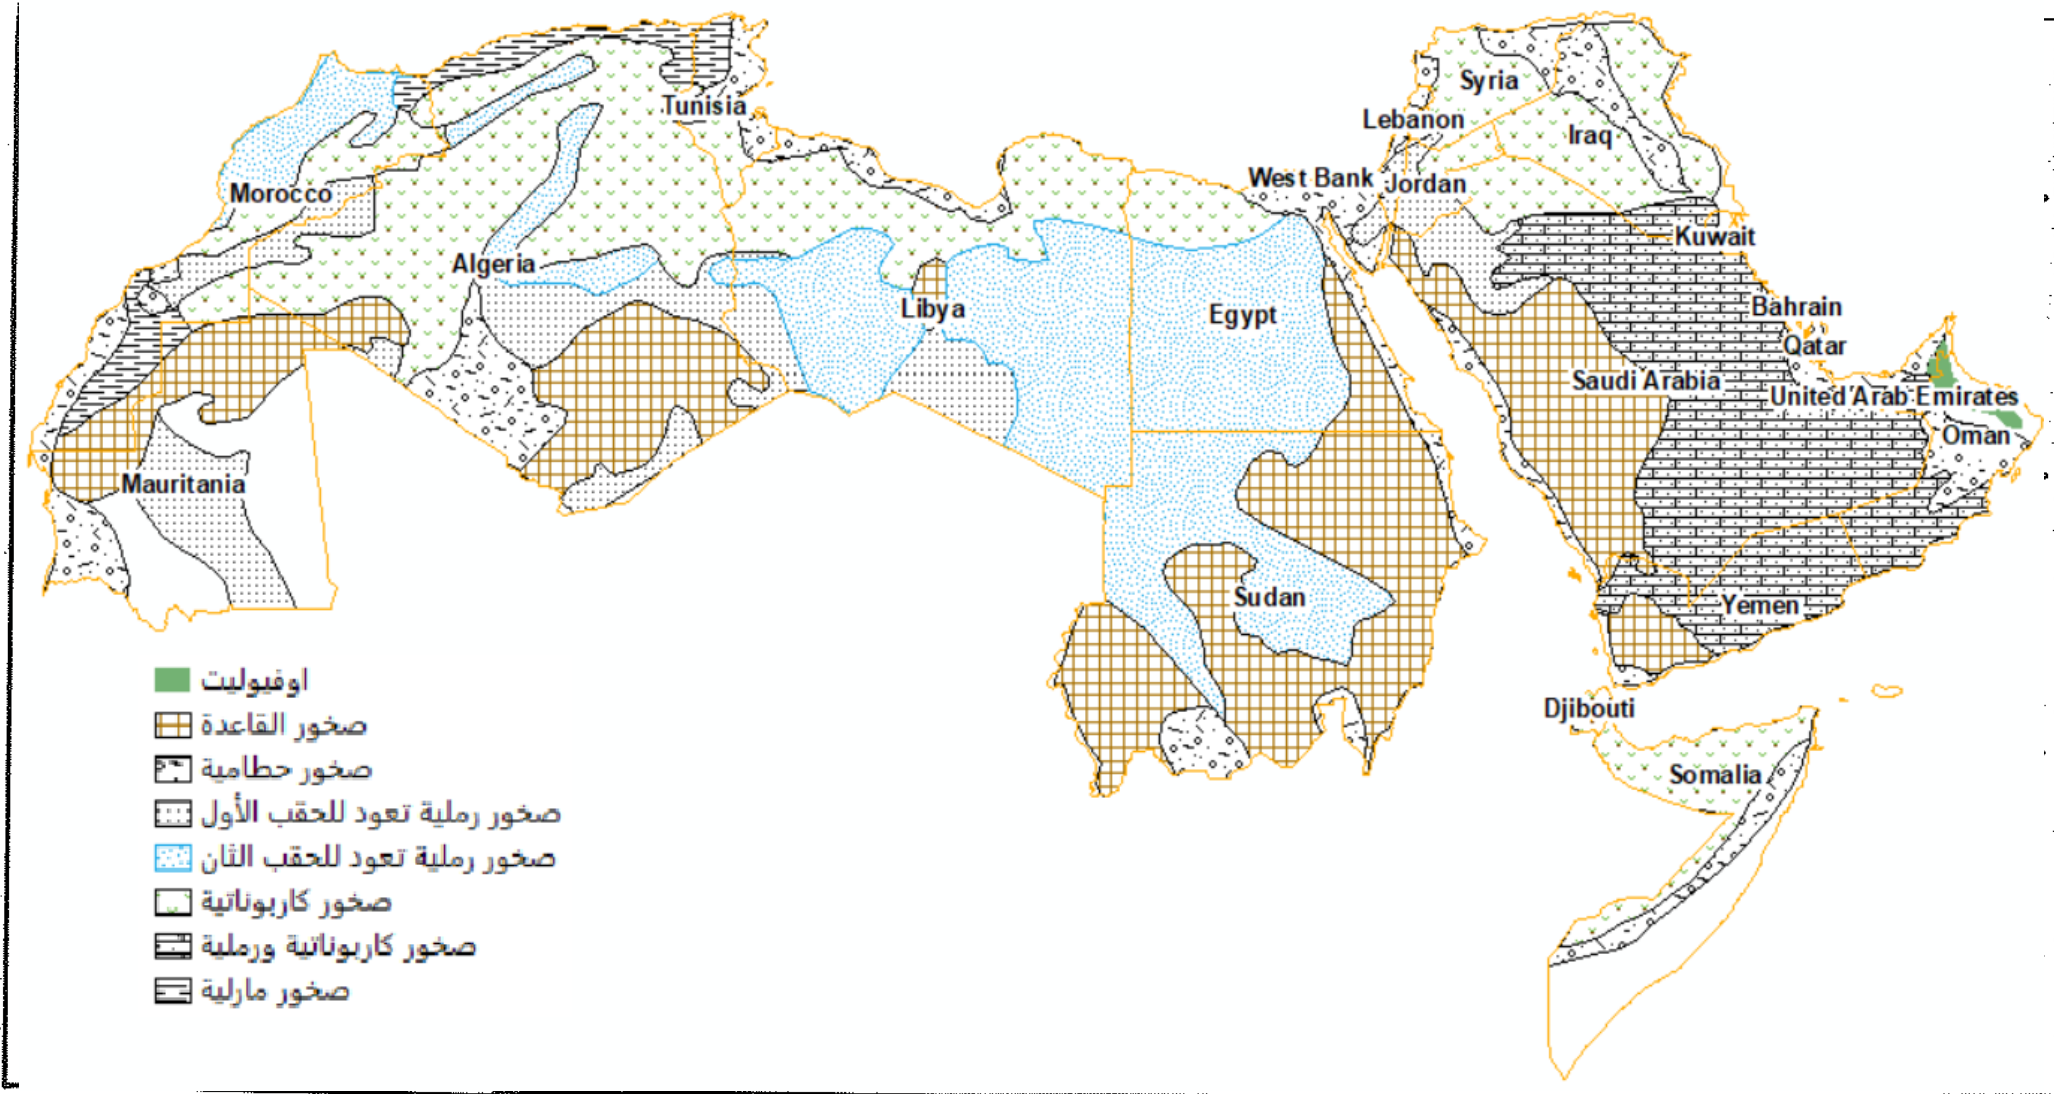 Syria
Tunisia
Lebanon
Iraq
West Bank
Jordan
Morocco
Kuwait
Algeria
Libya
Egypt
Bahrain
Qatar
Saudi Arabia
United Arab Emirates
Oman
Mauritania
Sudan
Yemen
Djibouti
Somalia
اوفيوليت
صخور القاعدة
صخور حطامية
صخور رملية تعود للحقب الأول
صخور رملية تعود للحقب الثان
صخور كاربوناتية
صخور كاربوناتية ورملية
صخور مارلية